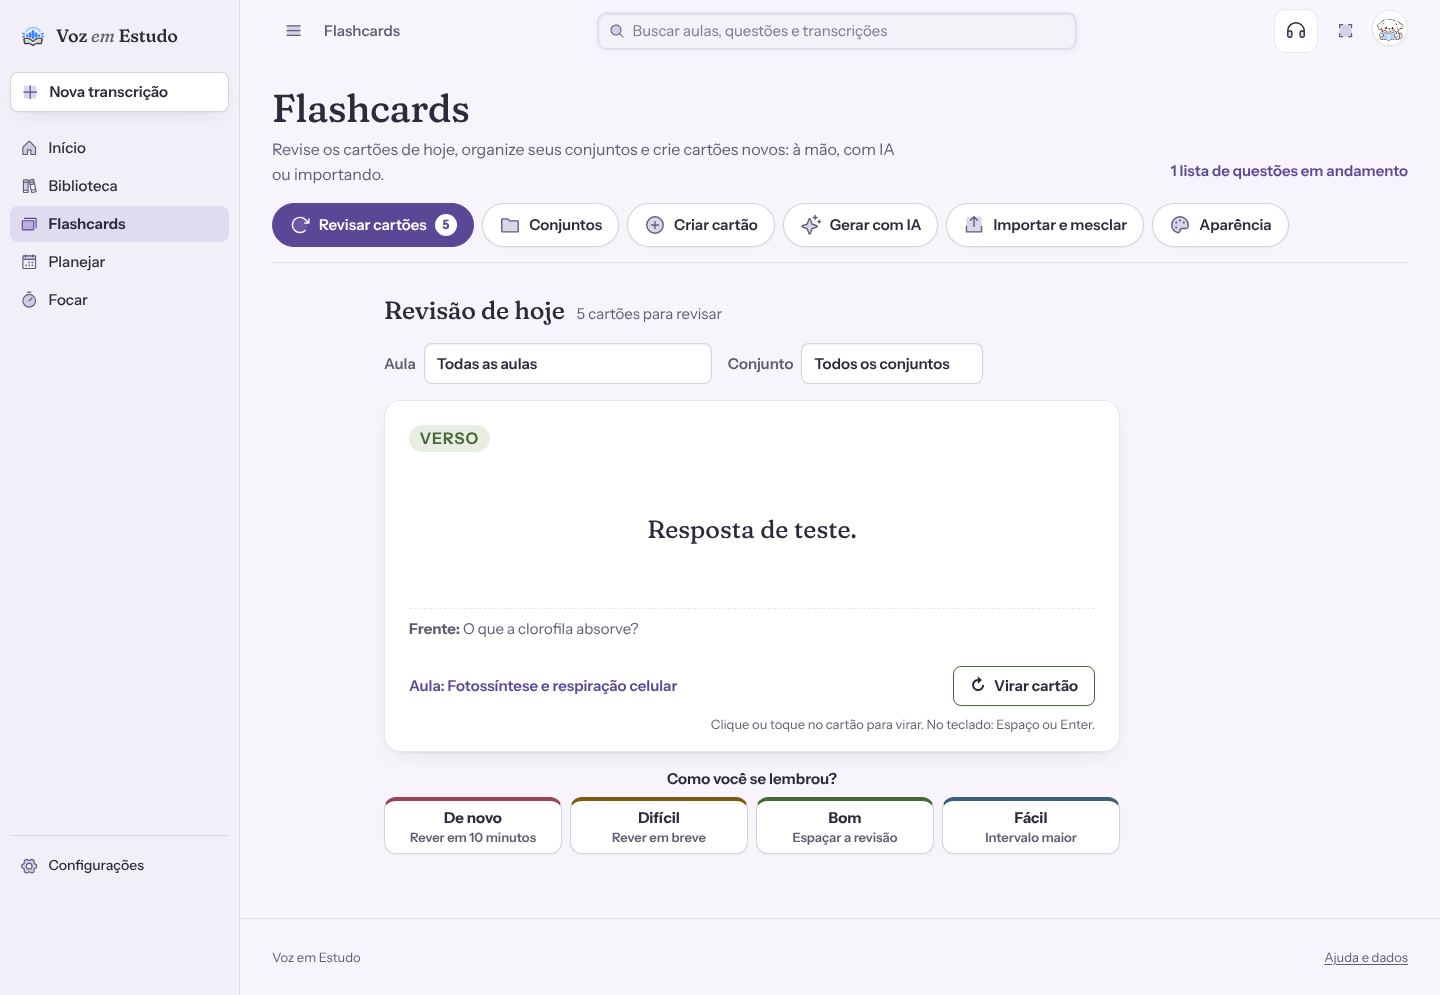 Voz em Estudo
Nova transcrição
Início
Biblioteca
Flashcards
Planejar
Focar
Configurações
Flashcards
Buscar aulas, questões e transcrições
Flashcards
Revise os cartões de hoje, organize seus conjuntos e crie cartões novos: à mão, com IA
ou importando.
1 lista de questões em andamento
Revisar cartões 5
Conjuntos
Criar cartão
Gerar com IA
Importar e mesclar
Aparência
Revisão de hoje 5 cartões para revisar
Aula Todas as aulas Conjunto Todos os conjuntos
VERSO
Resposta de teste.
Frente: O que a clorofila absorve?
Aula: Fotossíntese e respiração celular
Virar cartão
Clique ou toque no cartão para virar. No teclado: Espaço ou Enter.
Como você se lembrou?
De novo
Rever em 10 minutos
Difícil
Rever em breve
Bom
Espaçar a revisão
Fácil
Intervalo maior
Voz em Estudo
Ajuda e dados